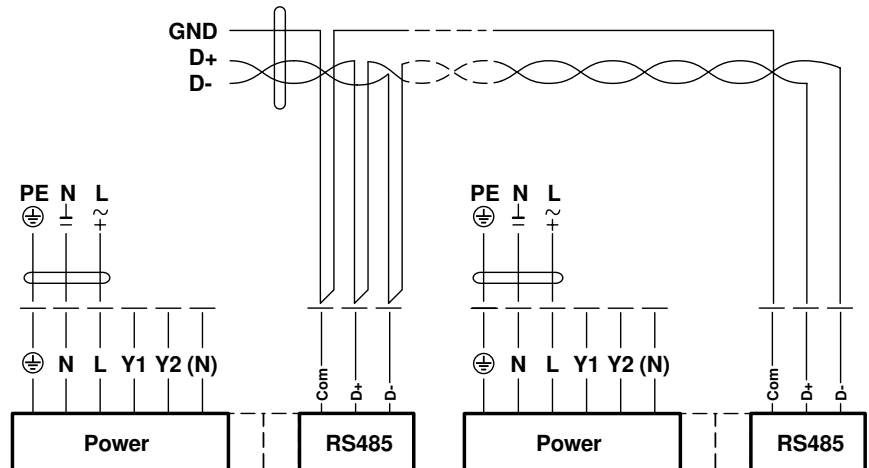 GND
D+
D-
PE N L
PE N L
N L Y1 Y2 (N)
Com D+ D-
N L Y1 Y2 (N)
Com D+ D-
Power
RS485
Power
RS485